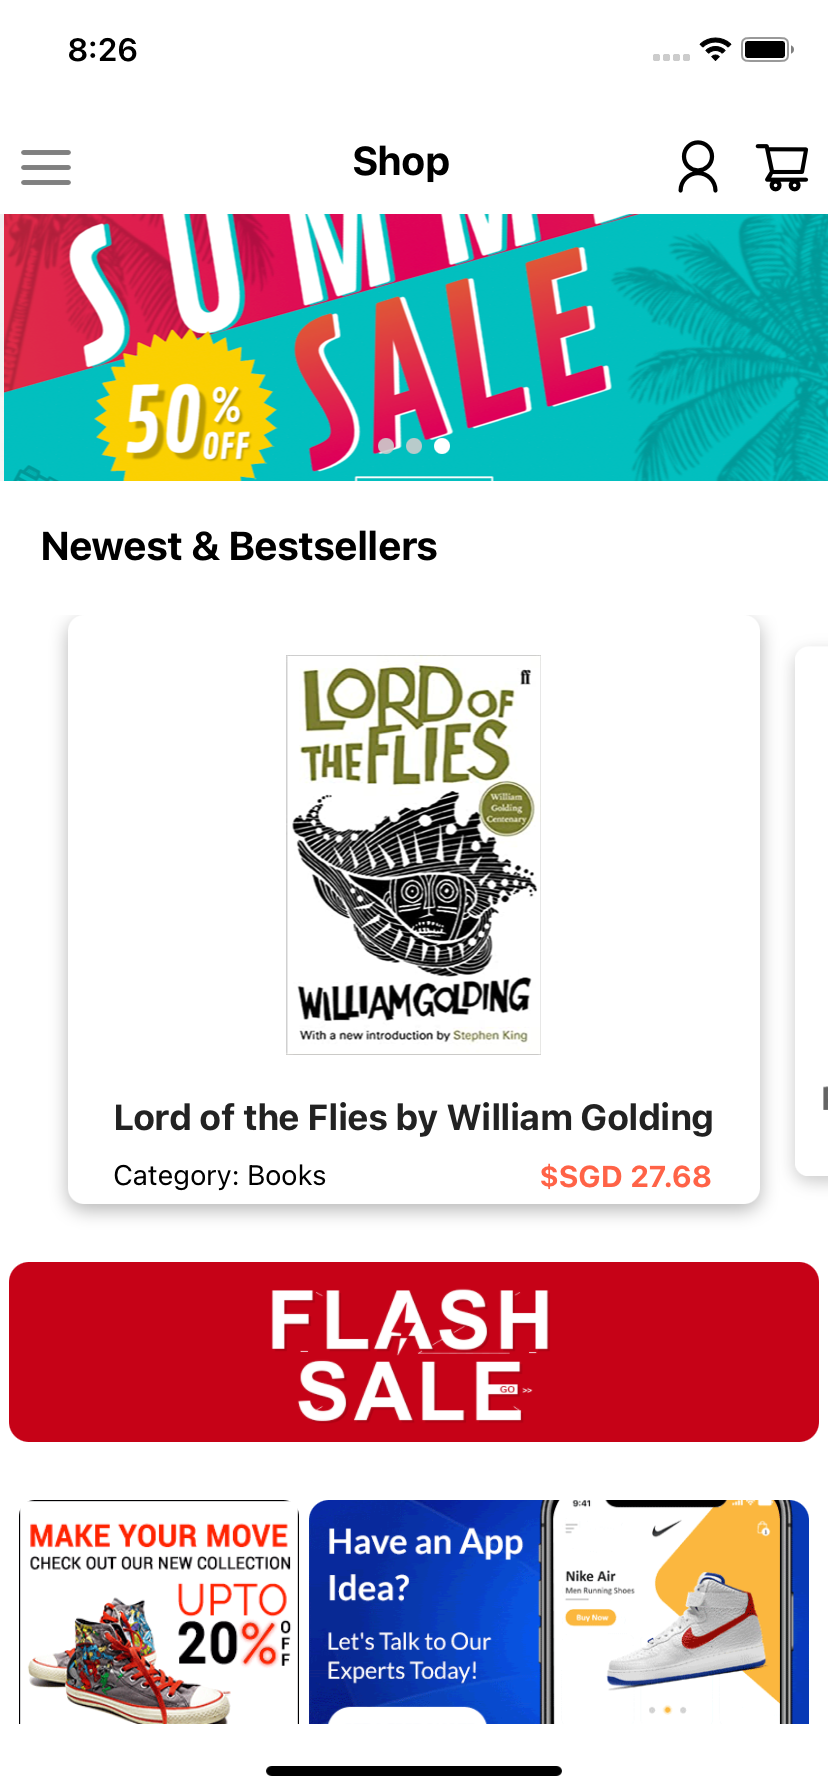 8:26
Shop
SUMME
SALE
50%
OFF
Newest & Bestsellers
LORD OF
ff
THE FLIES
William
Golding
Centenary
WILLIAM GOLDING
With a new introduction by Stephen King
Lord of the Flies by William Golding
Category: Books
$SGD 27.68
FLASH
SALE
GO >>
MAKE YOUR MOVE
CHECK OUT OUR NEW COLLECTION
UPTO
20% OFF
Have an App
Idea?
Let's Talk to Our
Experts Today!
9:41
1
Nike Air
Men Running Shoes
Buy Now